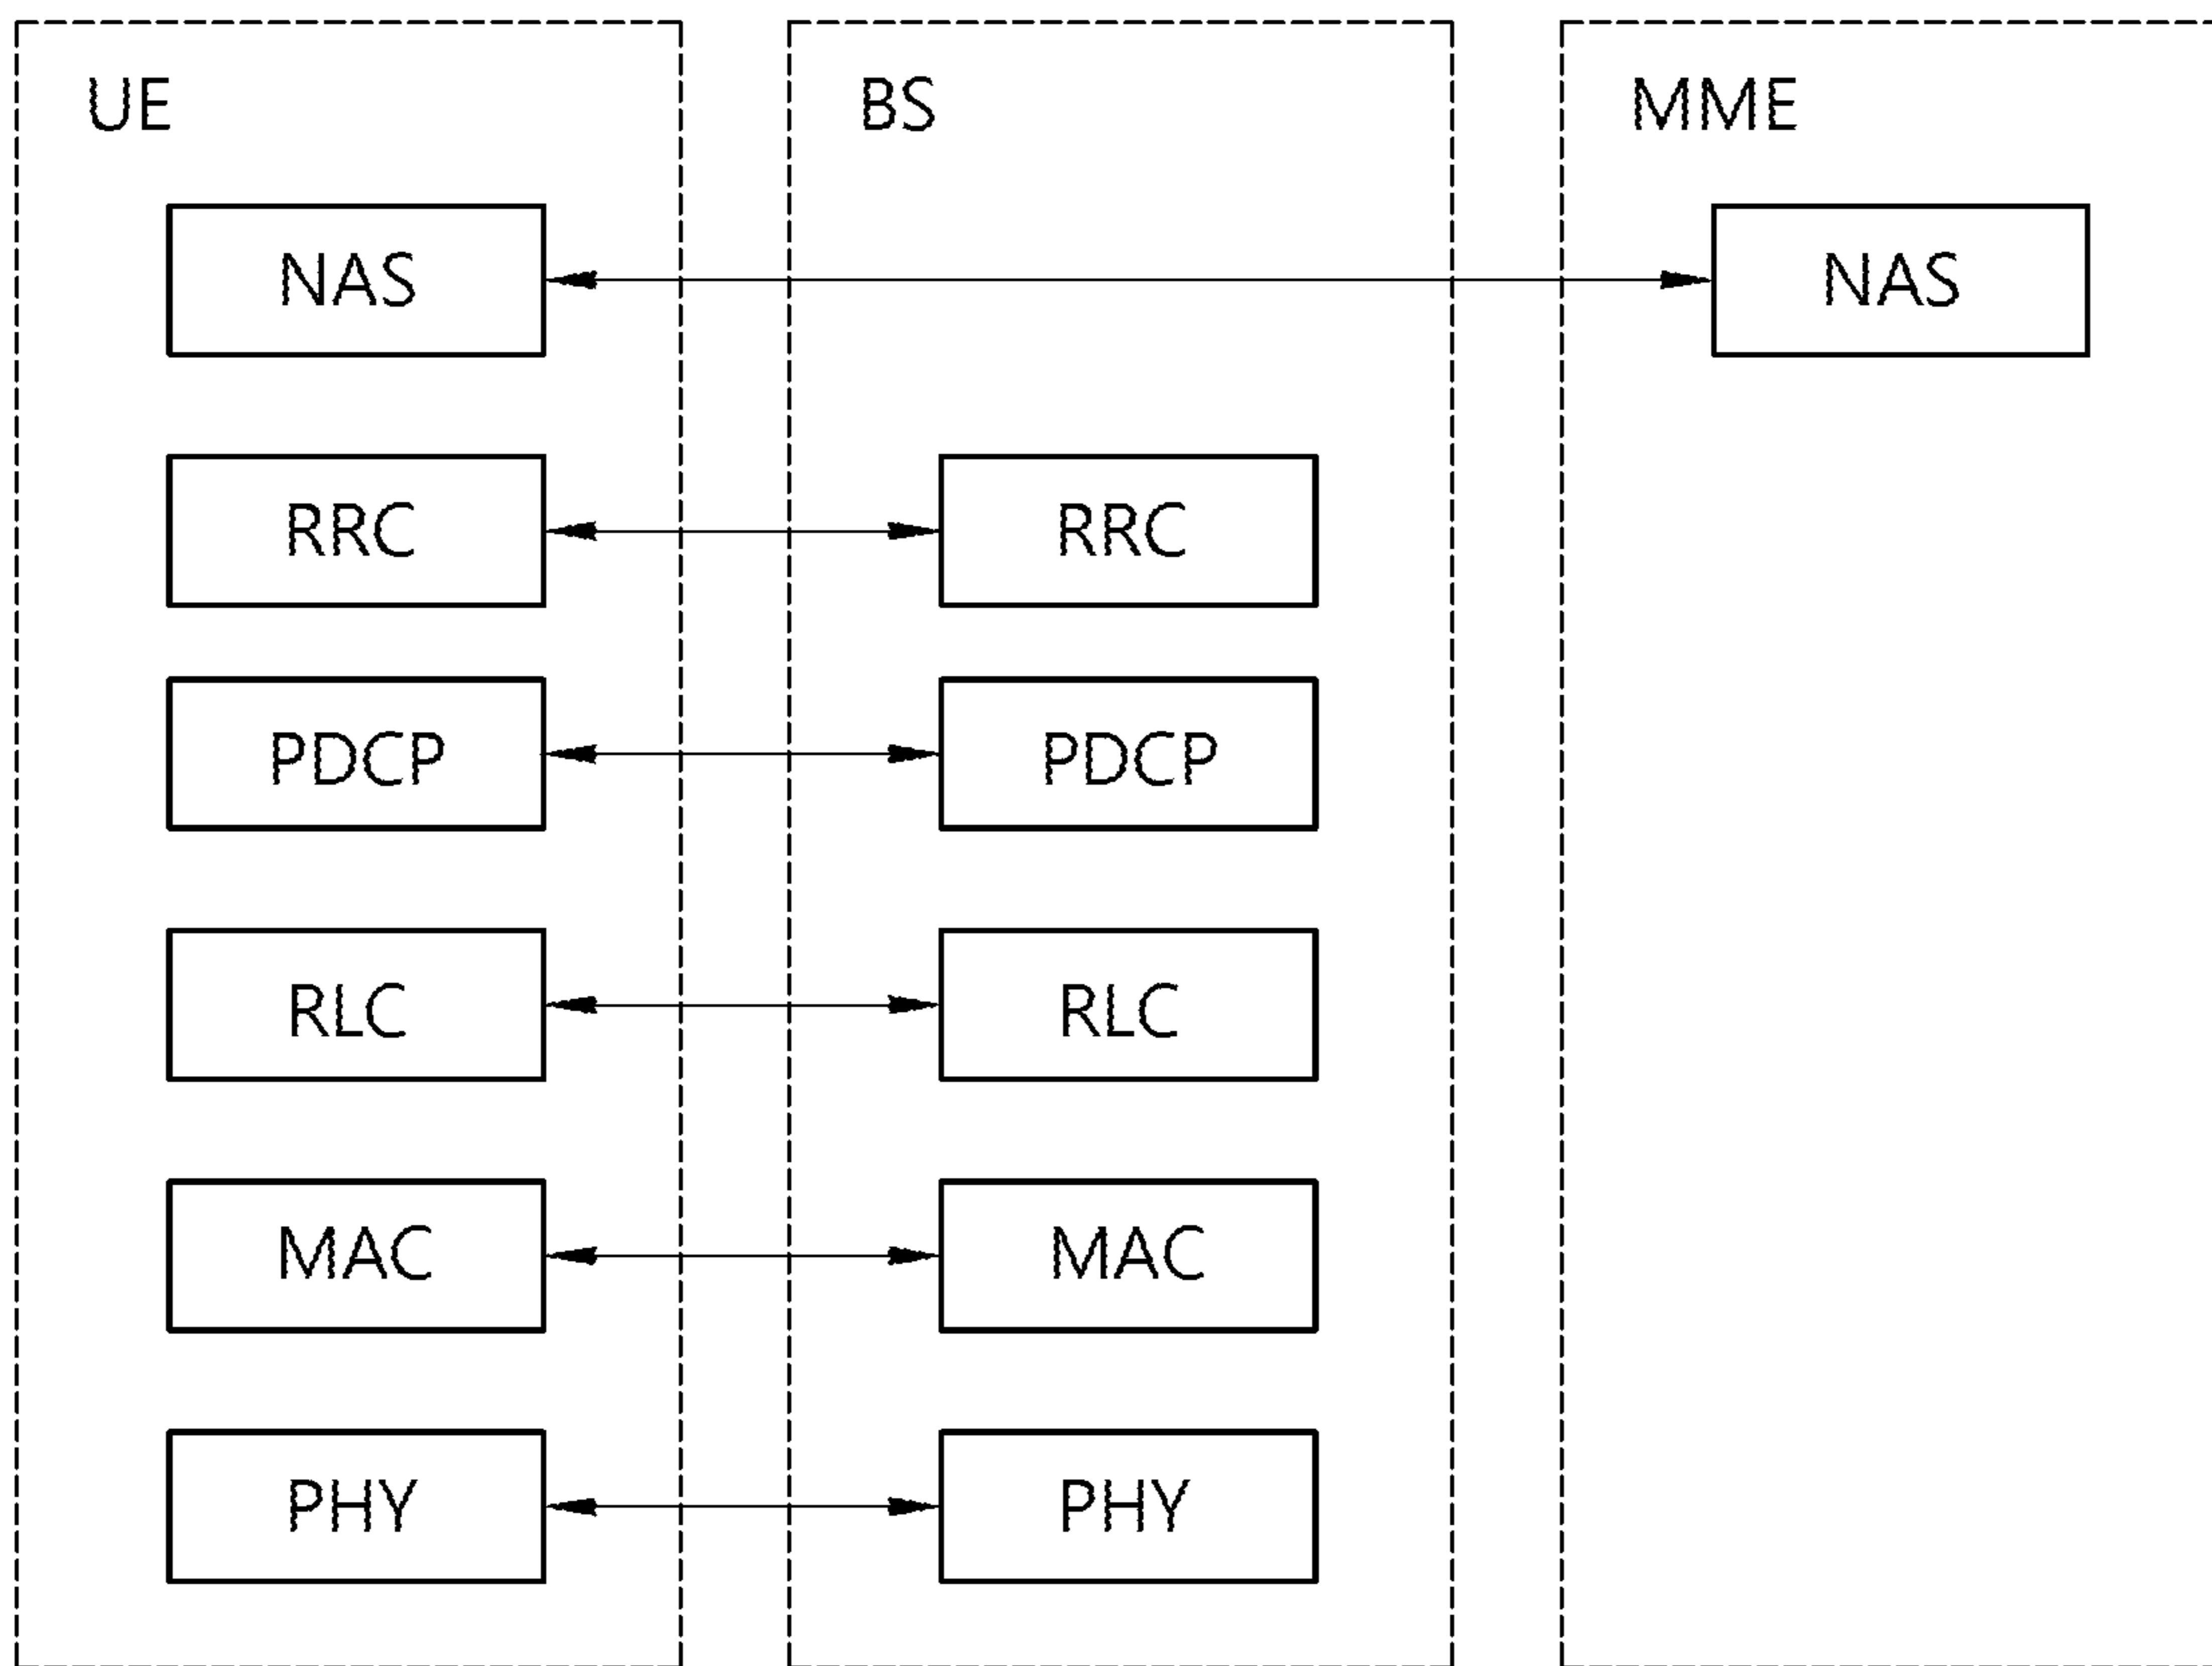 UE BS MME
NAS NAS
RRC RRC
PDCP PDCP
RLC RLC
MAC MAC
PHY PHY